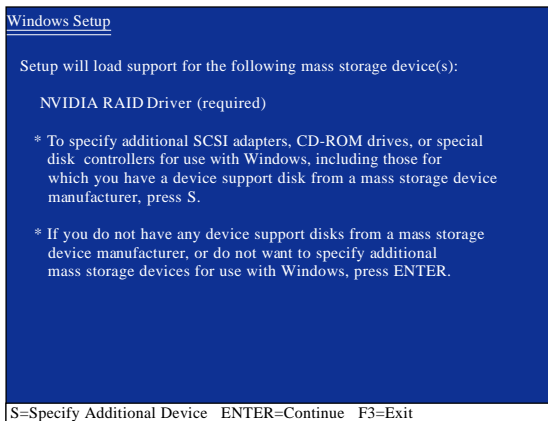 Windows Setup
Setup will load support for the following mass storage device(s):
NVIDIA RAID Driver (required)
* To specify additional SCSI adapters, CD-ROM drives, or special
disk controllers for use with Windows, including those for
which you have a device support disk from a mass storage device
manufacturer, press S.
* If you do not have any device support disks from a mass storage
device manufacturer, or do not want to specify additional
mass storage devices for use with Windows, press ENTER.
S=Specify Additional Device ENTER=Continue F3=Exit